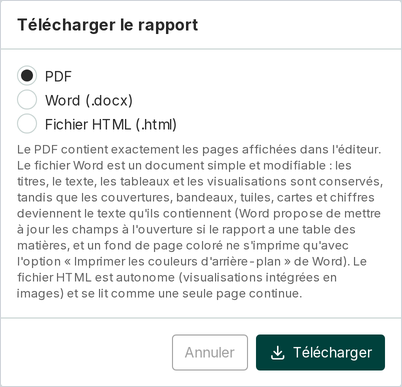 Télécharger le rapport
PDF
Word (.docx)
Fichier HTML (.html)
Le PDF contient exactement les pages affichées dans l'éditeur.
Le fichier Word est un document simple et modifiable : les
titres, le texte, les tableaux et les visualisations sont conservés,
tandis que les couvertures, bandeaux, tuiles, cartes et chiffres
deviennent le texte qu'ils contiennent (Word propose de mettre
à jour les champs à l'ouverture si le rapport a une table des
matières, et un fond de page coloré ne s'imprime qu'avec
l'option « Imprimer les couleurs d'arrière-plan » de Word). Le
fichier HTML est autonome (visualisations intégrées en
images) et se lit comme une seule page continue.
Annuler
Télécharger